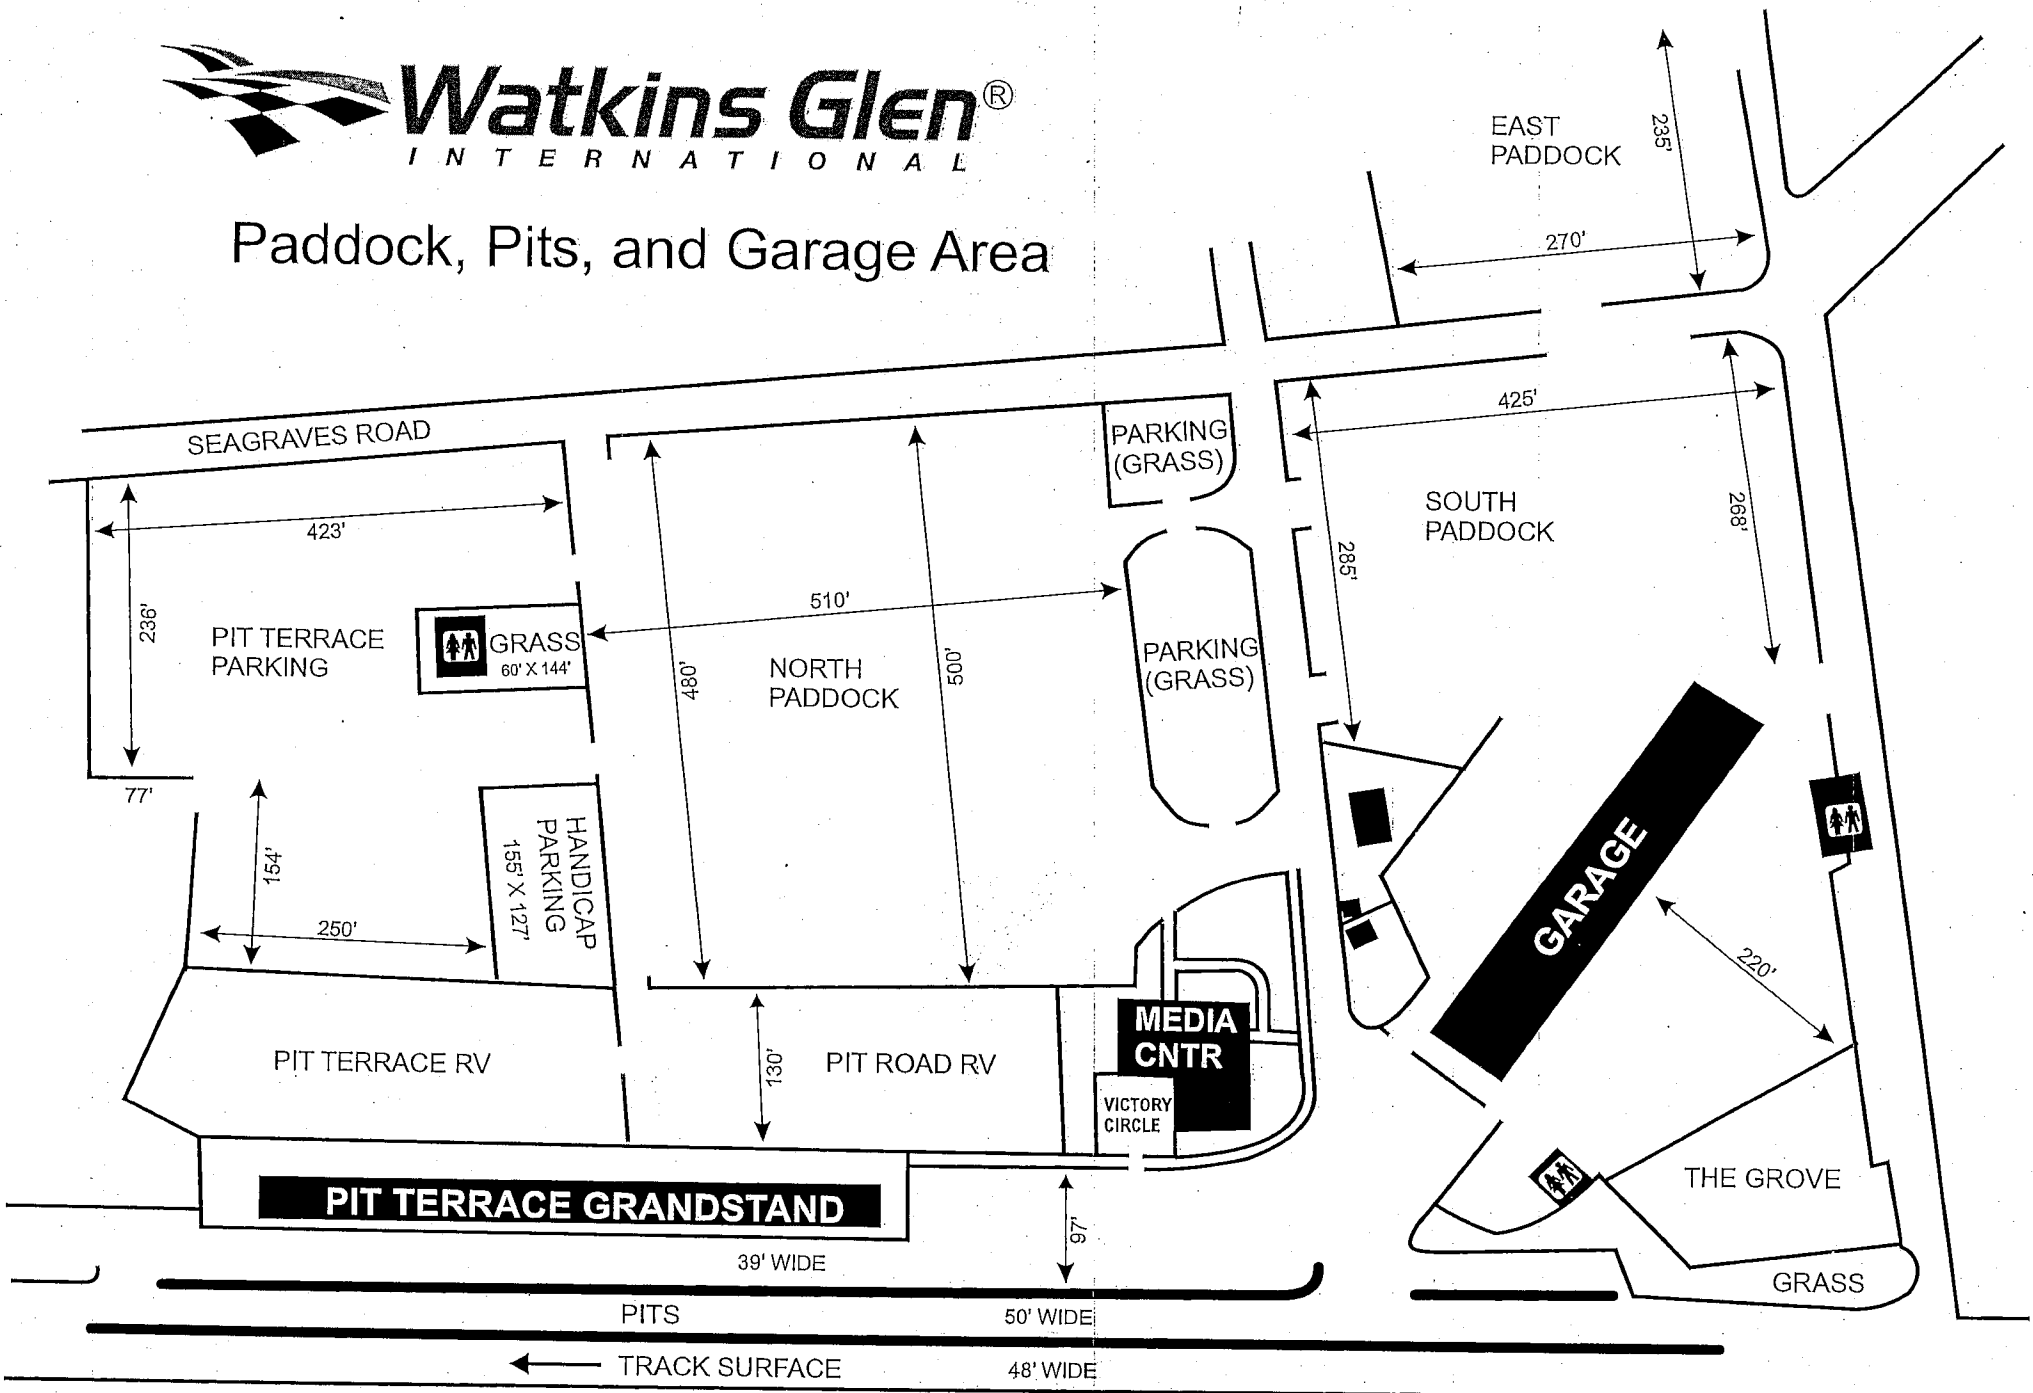 Watkins Glen®
INTERNATIONAL
Paddock, Pits, and Garage Area
EAST
PADDOCK
235'
270'
SEAGRAVES ROAD
423'
236'
PIT TERRACE
PARKING
GRASS
60' X 144'
77'
154'
250'
HANDICAP
PARKING
155' X 127'
510'
480'
500'
NORTH
PADDOCK
PARKING
(GRASS)
PARKING
(GRASS)
425'
SOUTH
PADDOCK
285'
268'
GARAGE
220'
PIT TERRACE RV
130'
PIT ROAD RV
MEDIA
CNTR
VICTORY
CIRCLE
THE GROVE
PIT TERRACE GRANDSTAND
97'
39' WIDE
GRASS
PITS
50' WIDE
TRACK SURFACE
48' WIDE